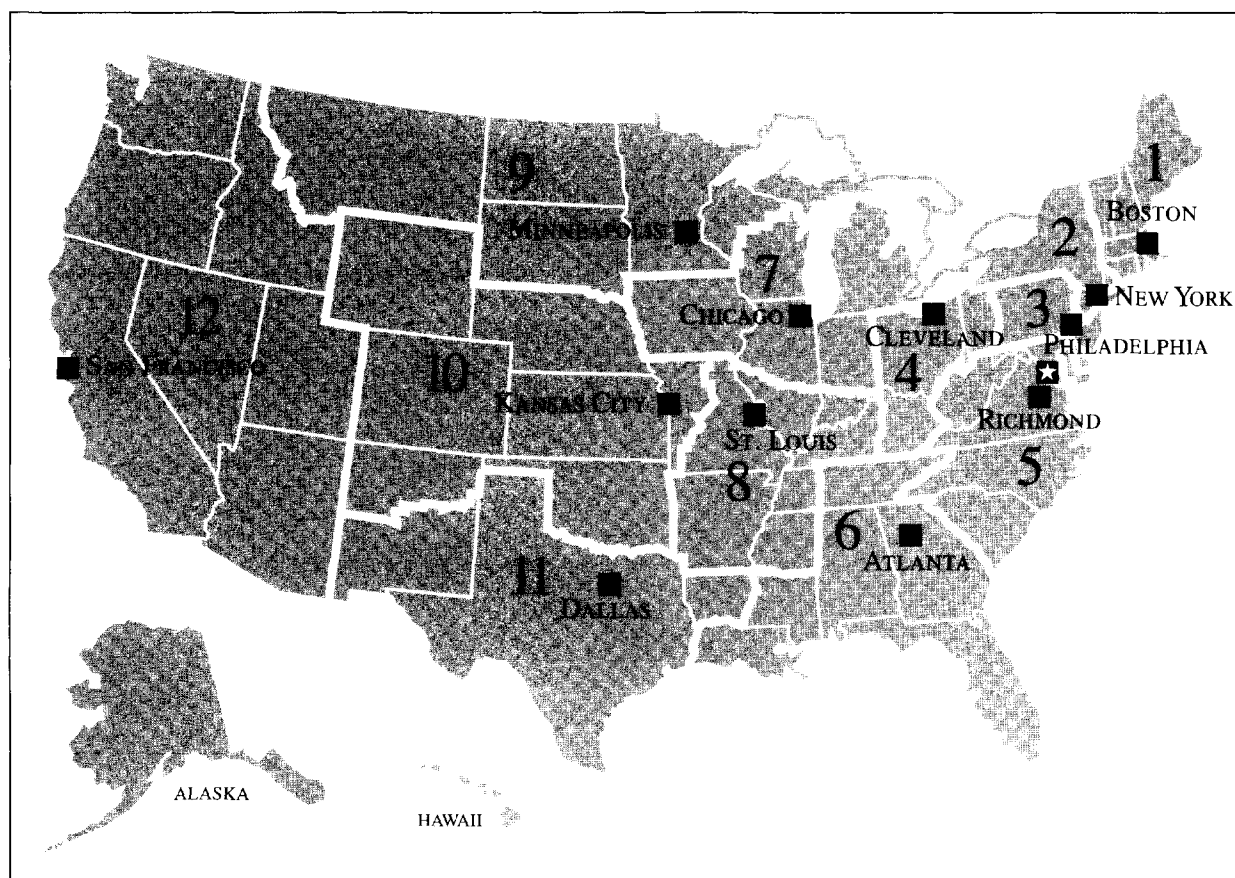 1
BOSTON
9
2
MINNEAPOLIS
7
NEW YORK
12
CHICAGO
CLEVELAND
3
PHILADELPHIA
SAN FRANCISCO
10
4
KANSAS CITY
ST. LOUIS
RICHMOND
8
5
6
ATLANTA
11
DALLAS
ALASKA
HAWAII